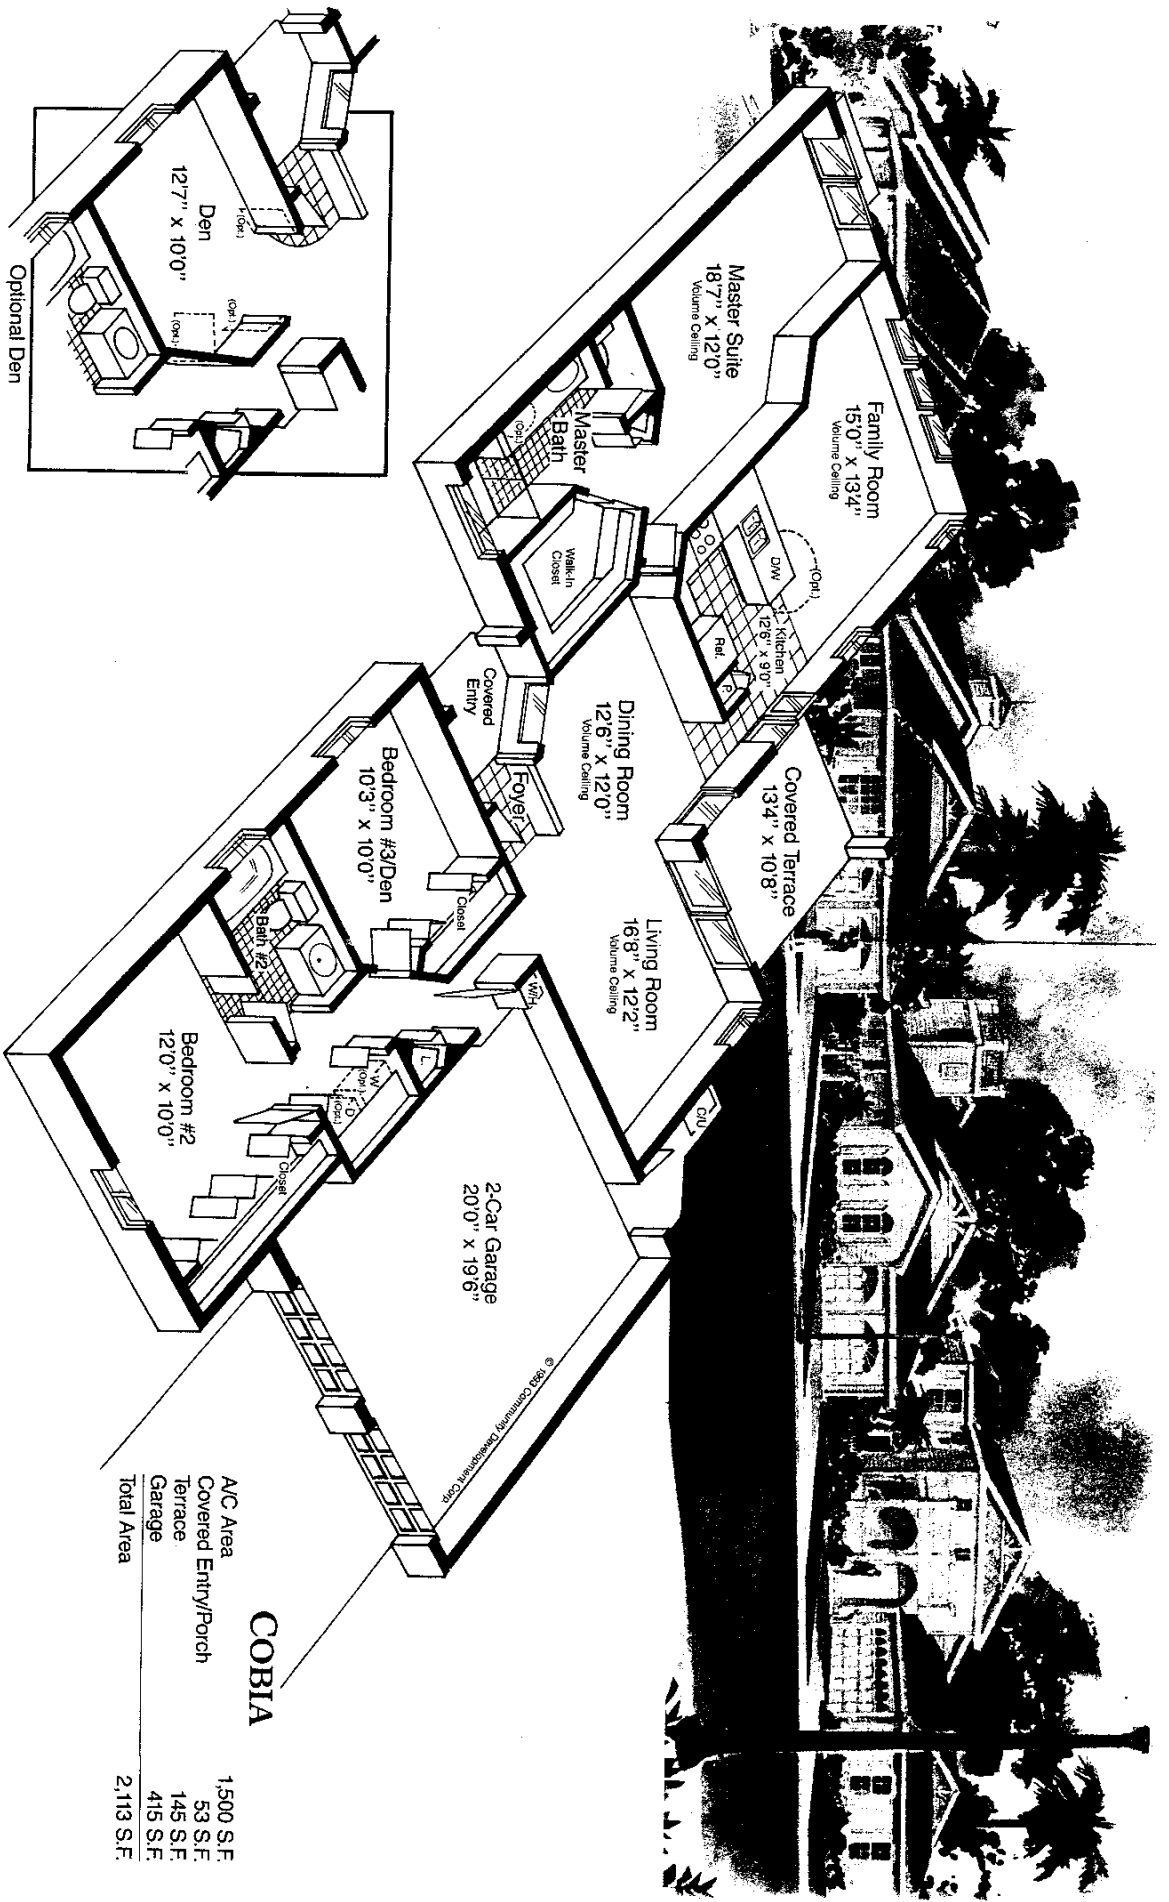 Master Suite
18'7" x 12'0"
Volume Ceiling
Family Room
15'0" x 13'4"
Volume Ceiling
Master
Bath
(Opt.)
Walk-In
Closet
D/W
(Opt.)
Kitchen
12'6" x 9'0"
Ref.
P.
Covered Terrace
13'4" x 10'8"
Dining Room
12'6" x 12'0"
Volume Ceiling
Living Room
16'8" x 12'2"
Volume Ceiling
Covered
Entry
Foyer
Bedroom #3/Den
10'3" x 10'0"
Closet
Bath #2
W/H
C/U
L
W
(Opt.)
D
(Opt.)
Bedroom #2
12'0" x 10'0"
Closet
2-Car Garage
20'0" x 19'6"
© 1993 Community Development Corp.
Den
12'7" x 10'0"
(Opt.)
(Opt.)
(Opt.)
Optional Den
COBIA
A/C Area 1,500 S.F.
Covered Entry/Porch 53 S.F.
Terrace 145 S.F.
Garage 415 S.F.
Total Area 2,113 S.F.